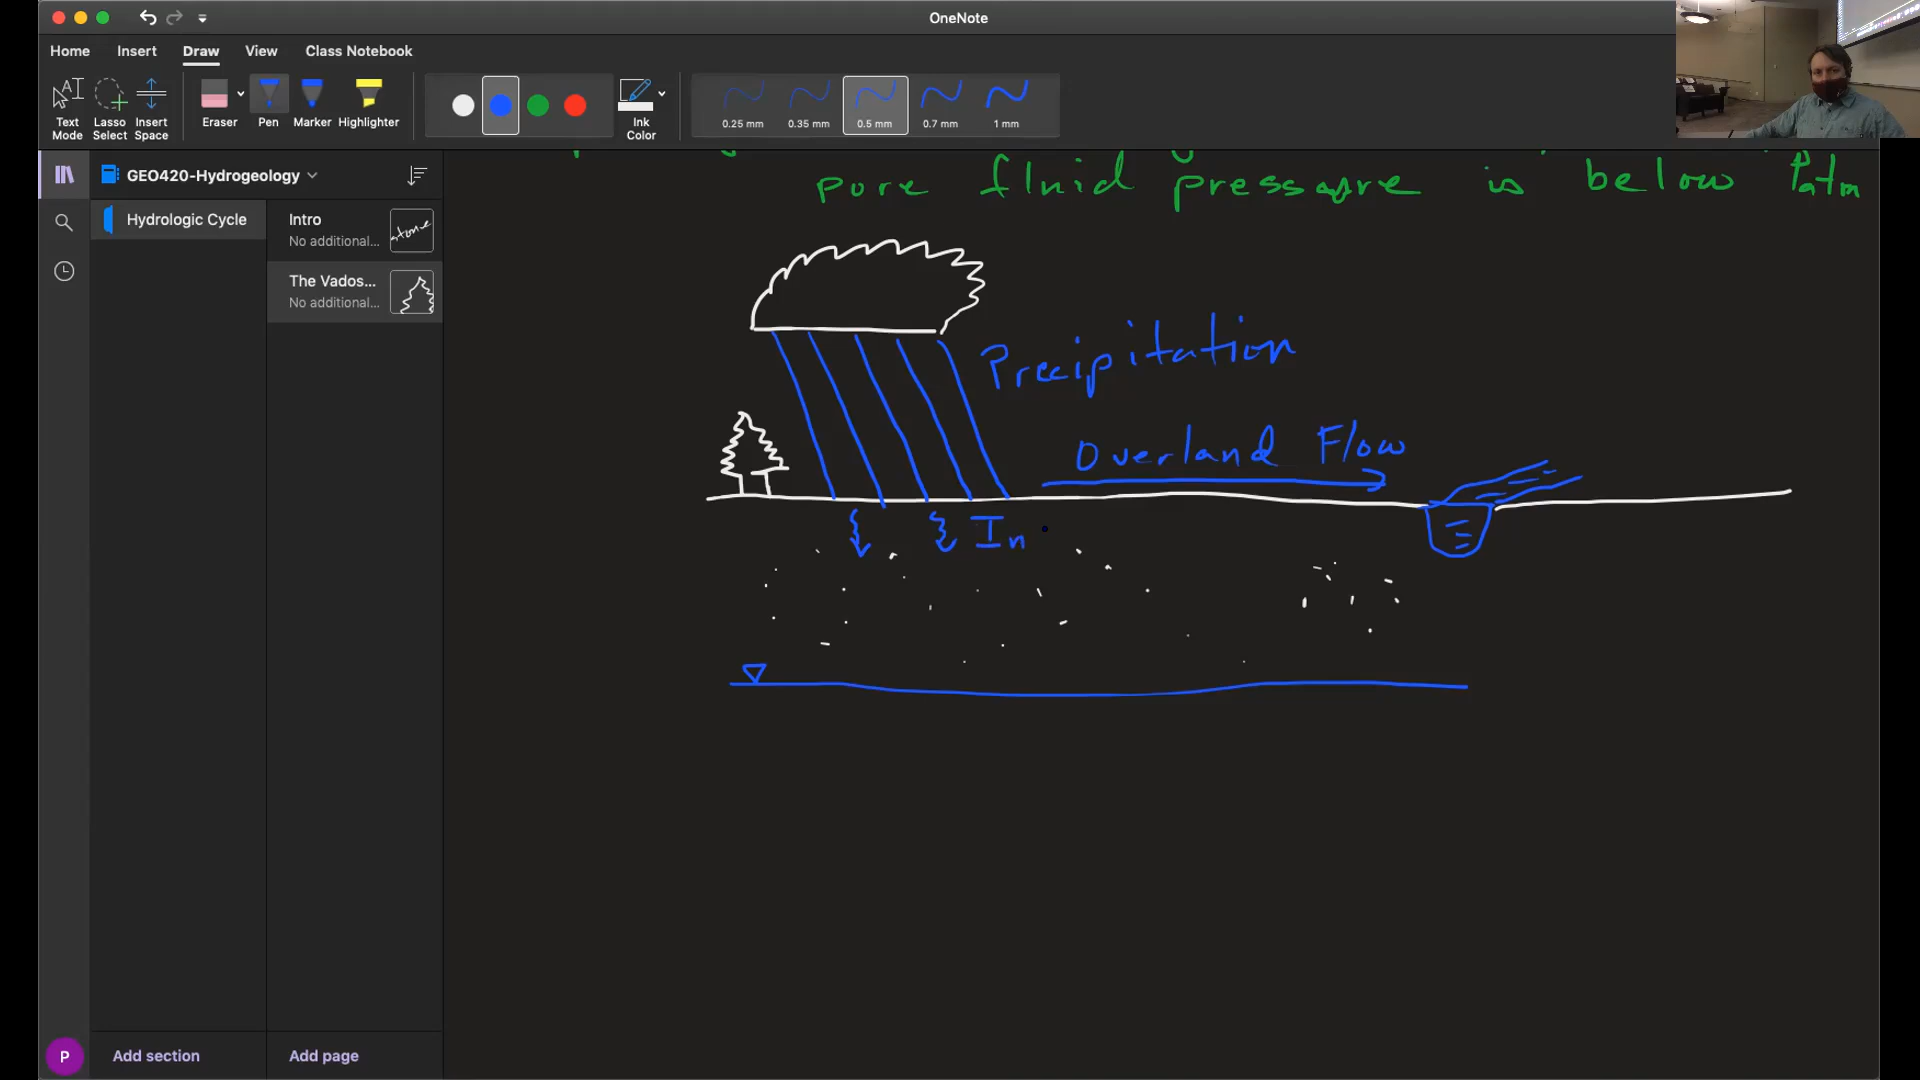 OneNote
Home Insert Draw View Class Notebook
Text Mode
Lasso Select
Insert Space
Eraser
Pen
Marker
Highlighter
Ink Color
0.25 mm
0.35 mm
0.5 mm
0.7 mm
1 mm
GEO420-Hydrogeology
Hydrologic Cycle
Intro
No additional...
The Vados...
No additional...
pore fluid pressure is below Patm
Precipitation
Overland Flow
In
P
Add section
Add page